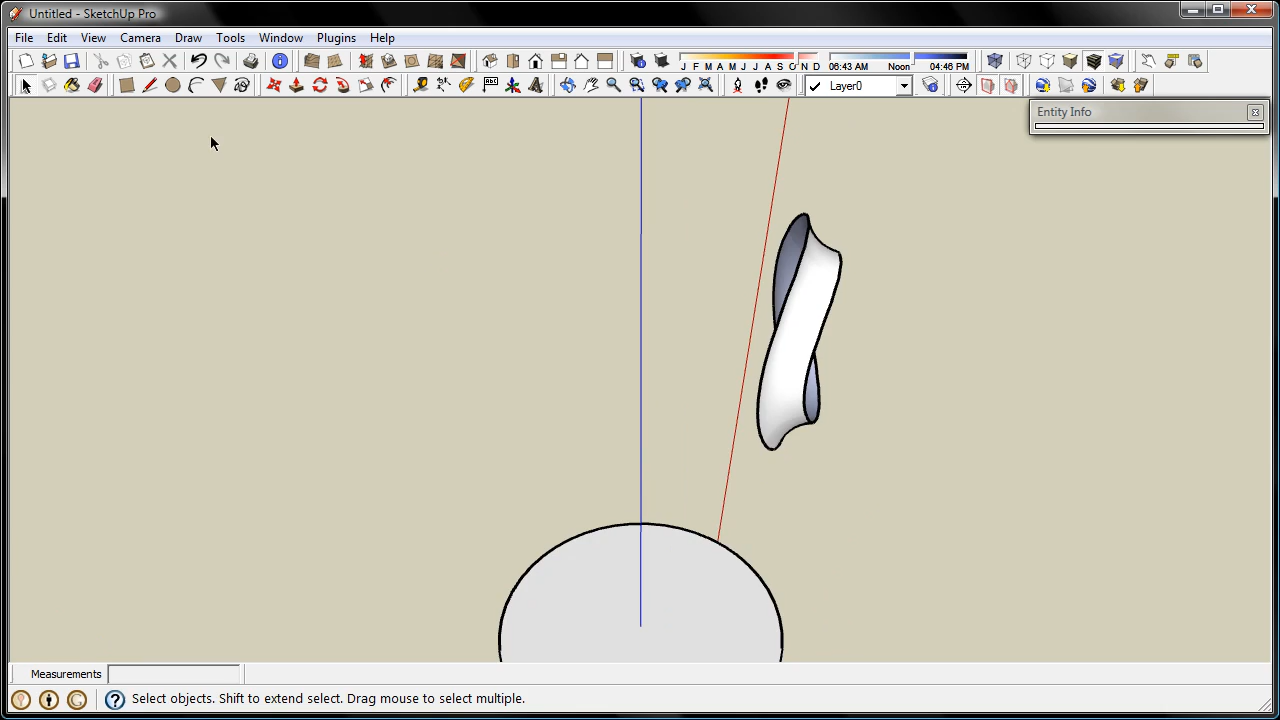 Untitled - SketchUp Pro
File Edit View Camera Draw Tools Window Plugins Help
J F M A M J J A S O N D 06:43 AM Noon 04:46 PM
ABC
Layer0
Entity Info
Measurements
Select objects. Shift to extend select. Drag mouse to select multiple.